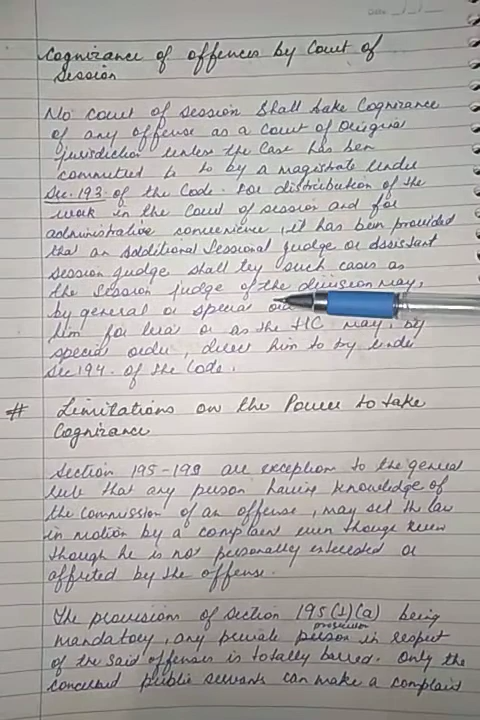 Date
Cognizance of offences by Court of
Session
No court of session shall take Cognizance
of any offense as a court of Original
jurisdiction unless the Case has been
committed to to by a magistrate under
Sec. 193 of the Code. For distribution of the
work in the Court of session and for
administrative convenience, it has been provided
that an additional Sessional judge or assistant
session judge shall try such cases as
the Session judge of the division may,
by general or special
him for trial or as the HC may, by
special order, direct him to try under
Sec 194. of the Code.
# Limitations on the Power to take
Cognizance
Section 195-199 are exception to the general
rule that any person having knowledge of
the commission of an offense, may set the law
in motion by a complaint even though
though he is not personally interested or
affected by the offense.
The provisions of Section 195(1)(a) being
mandatory, any private prosecution person in respect
of the said offenses is totally barred. Only the
concerned public servants can make a complaint